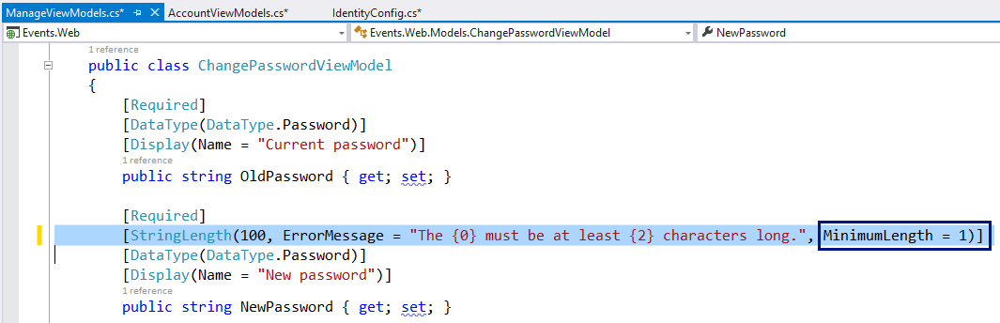 ManageViewModels.cs* AccountViewModels.cs* IdentityConfig.cs*
Events.Web Events.Web.Models.ChangePasswordViewModel NewPassword
1 reference
public class ChangePasswordViewModel
{
[Required]
[DataType(DataType.Password)]
[Display(Name = "Current password")]
1 reference
public string OldPassword { get; set; }
[Required]
[StringLength(100, ErrorMessage = "The {0} must be at least {2} characters long.", MinimumLength = 1)]
[DataType(DataType.Password)]
[Display(Name = "New password")]
1 reference
public string NewPassword { get; set; }